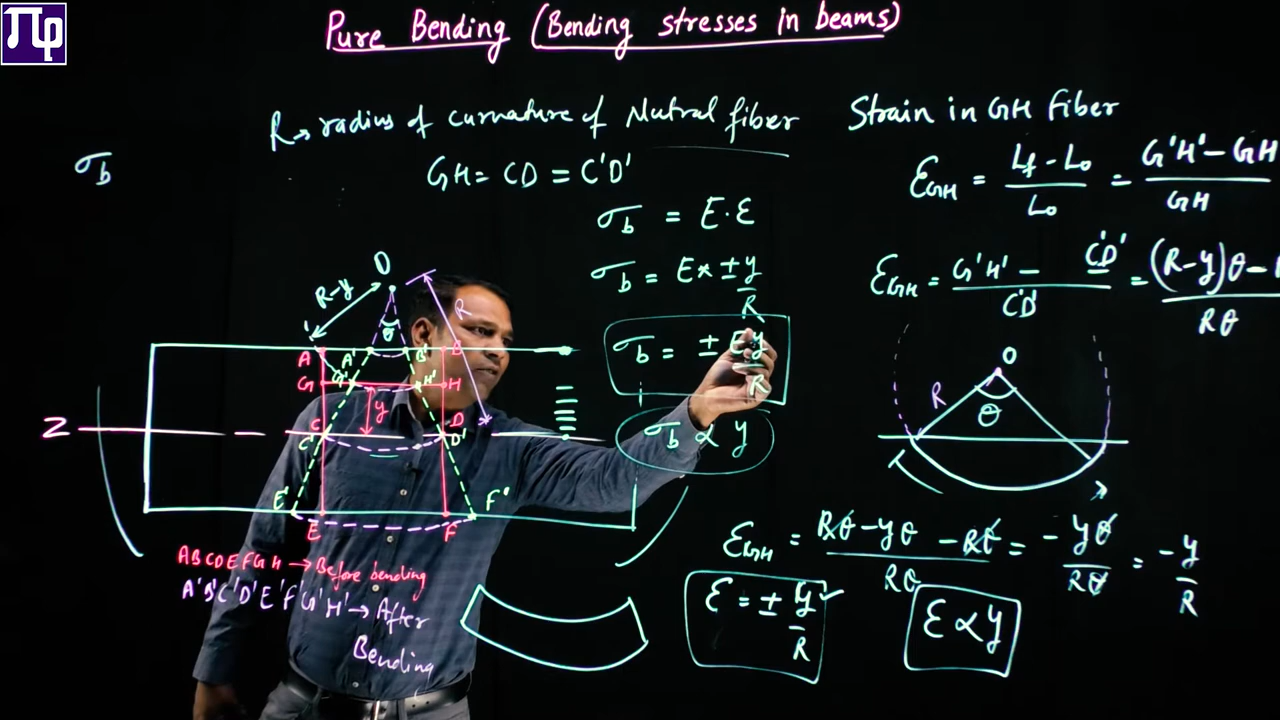 πφ
Pure Bending (Bending stresses in beams)
R→ radius of curvature of Nutral fiber
GH = CD = C'D'
σb
σb = E·ε
σb = E* ± y/R
σb = ± Ey/R
σb ∝ y
Strain in GH Fiber
εGH = Lf - Lo / Lo = G'H' - GH / GH
εGH = G'H' - C'D' / C'D' = (R-y)θ - / Rθ
O
R-y
R
θ
A A' B' B
G G' H' H
y
Z
C D
C' D'
E' F'
E F
O
R
θ
ABCDEFGH → Before bending
A'B'C'D'E'F'G'H' → After
Bending
εGH = Rθ - yθ - Rθ / Rθ = - yθ / Rθ = - y/R
ε = ± y/R
ε ∝ y